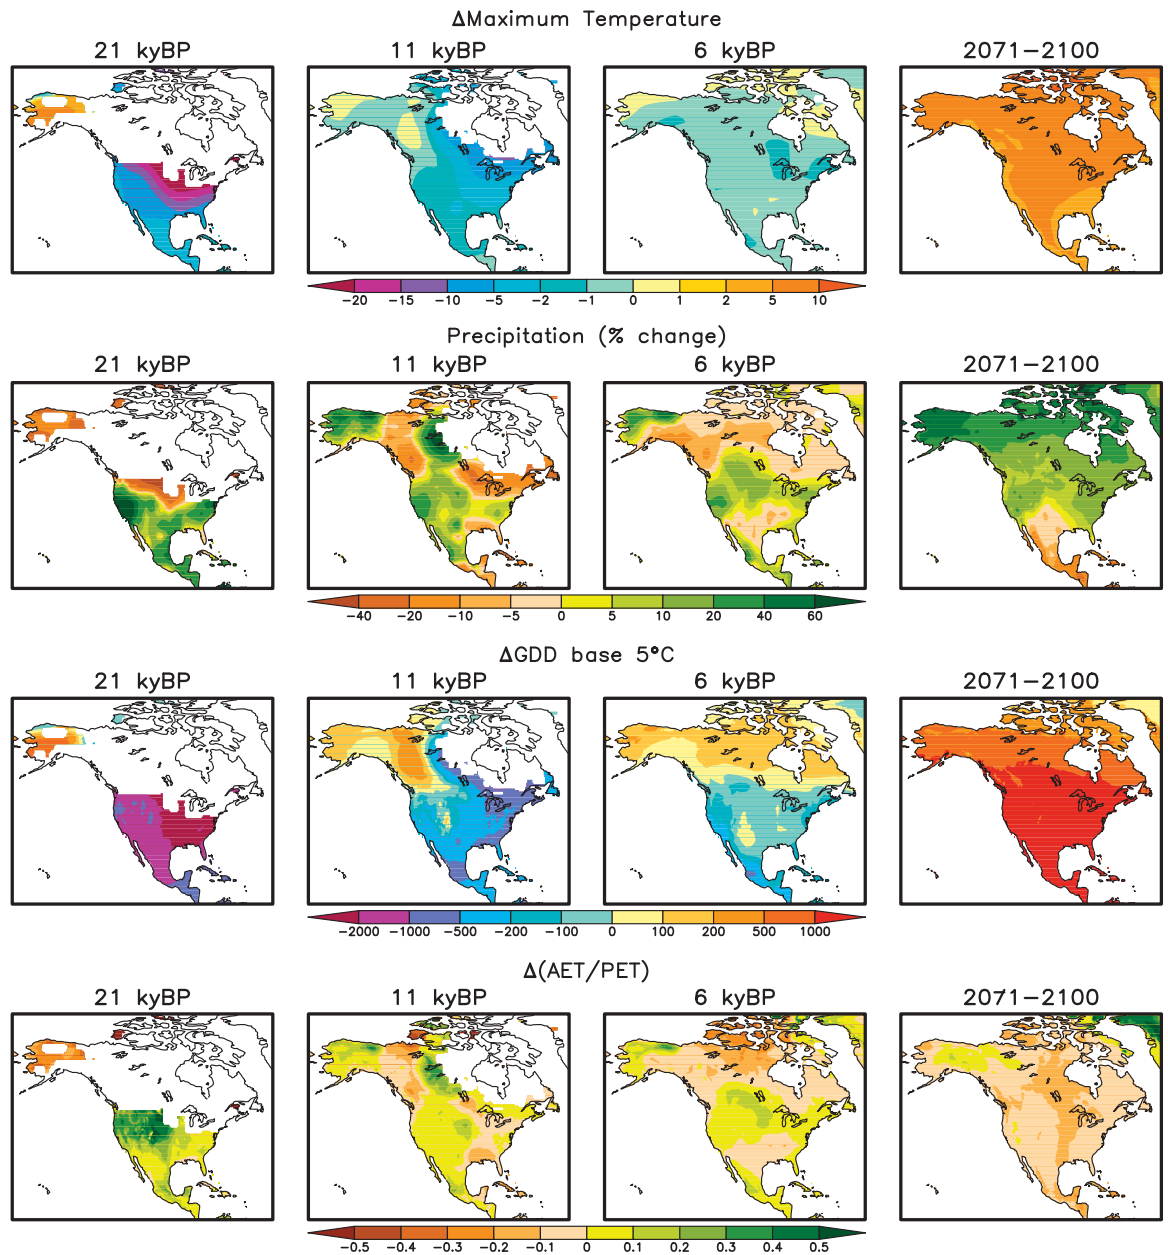 ΔMaximum Temperature
21 kyBP 11 kyBP 6 kyBP 2071−2100
−20 −15 −10 −5 −2 −1 0 1 2 5 10
Precipitation (% change)
21 kyBP 11 kyBP 6 kyBP 2071−2100
−40 −20 −10 −5 0 5 10 20 40 60
ΔGDD base 5°C
21 kyBP 11 kyBP 6 kyBP 2071−2100
−2000 −1000 −500 −200 −100 0 100 200 500 1000
Δ(AET/PET)
21 kyBP 11 kyBP 6 kyBP 2071−2100
−0.5 −0.4 −0.3 −0.2 −0.1 0 0.1 0.2 0.3 0.4 0.5